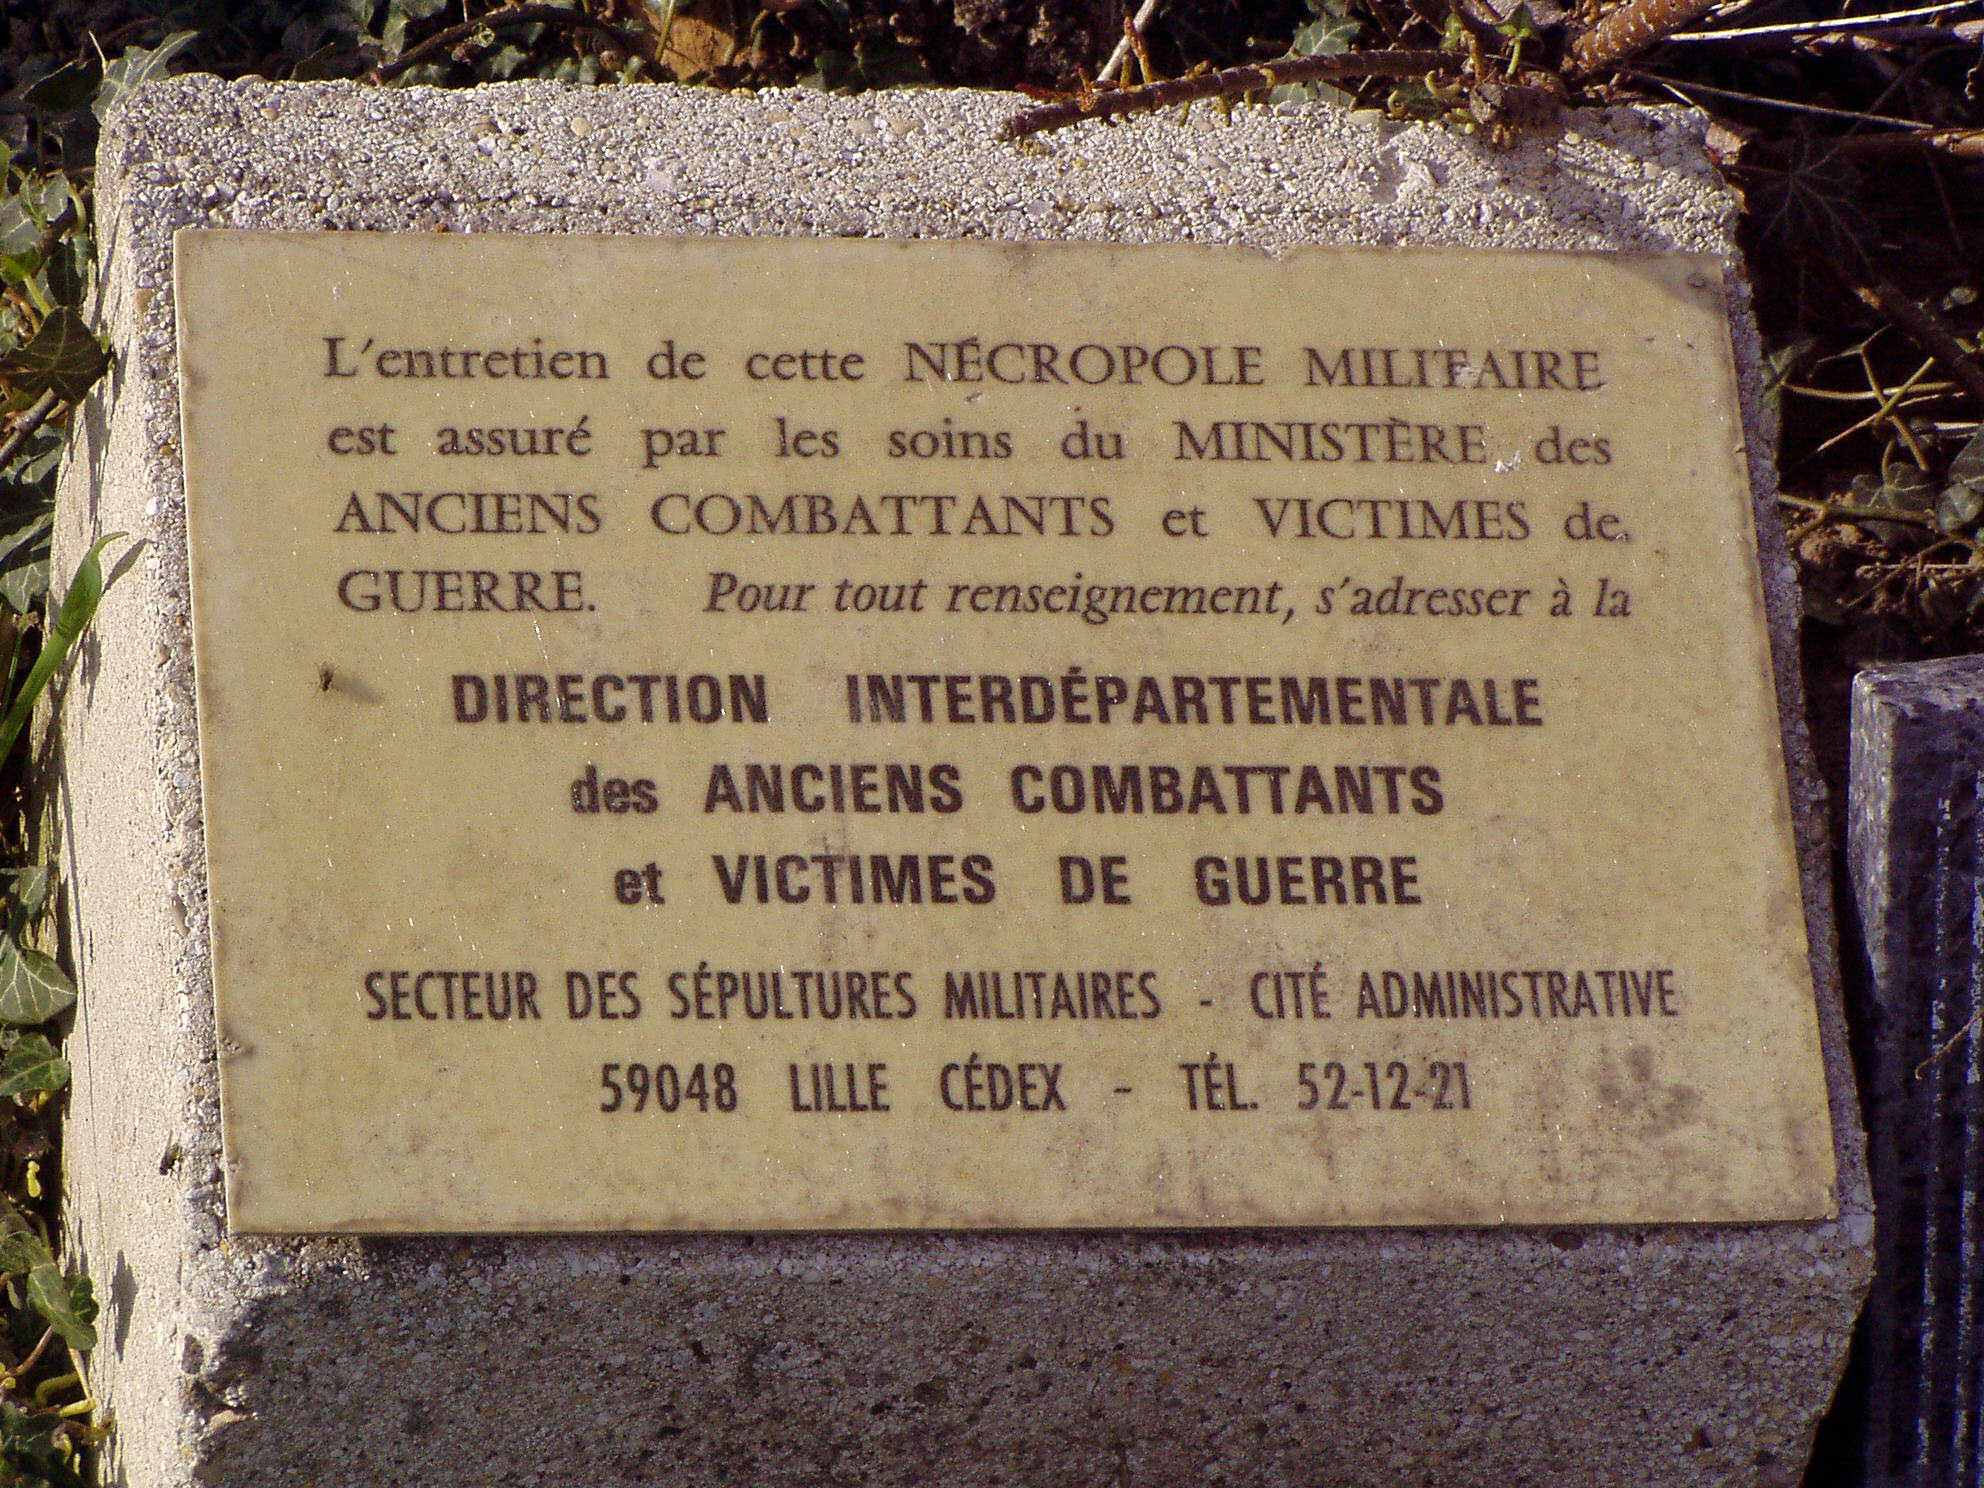 L'entretien de cette NÉCROPOLE MILITAIRE
est assuré par les soins du MINISTÈRE des
ANCIENS COMBATTANTS et VICTIMES de
GUERRE. Pour tout renseignement, s'adresser à la
DIRECTION INTERDÉPARTEMENTALE
des ANCIENS COMBATTANTS
et VICTIMES DE GUERRE
SECTEUR DES SÉPULTURES MILITAIRES - CITÉ ADMINISTRATIVE
59048 LILLE CÉDEX - TÉL. 52-12-21